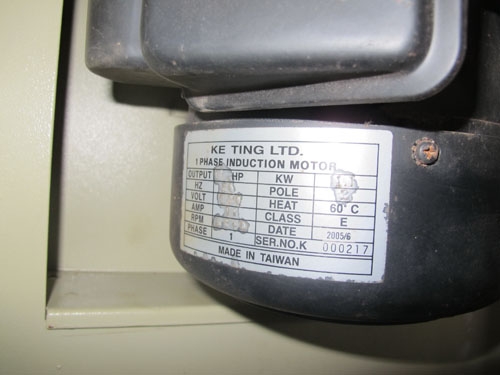 KE TING LTD.
1 PHASE INDUCTION MOTOR
OUTPUT HP KW
HZ POLE
VOLT HEAT 60°C
AMP CLASS E
RPM DATE 2005/6
PHASE 1 SER.NO.K 000217
MADE IN TAIWAN